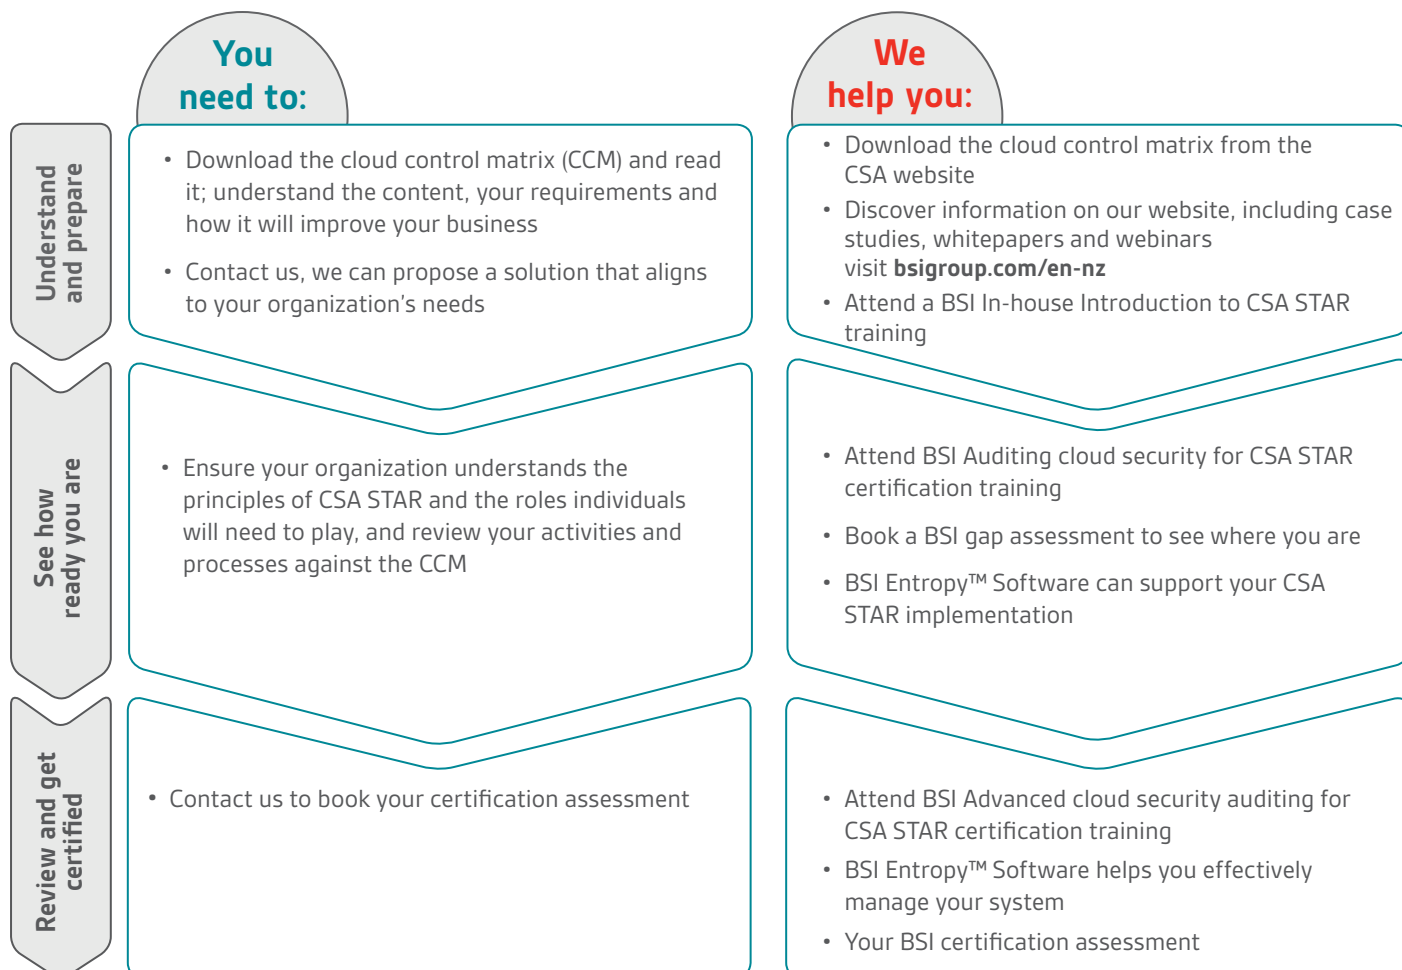 You
need to:
We
help you:
Understand
and prepare
• Download the cloud control matrix (CCM) and read
it; understand the content, your requirements and
how it will improve your business
• Contact us, we can propose a solution that aligns
to your organization’s needs
• Download the cloud control matrix from the
CSA website
• Discover information on our website, including case
studies, whitepapers and webinars
visit bsigroup.com/en-nz
• Attend a BSI In-house Introduction to CSA STAR
training
See how
ready you are
• Ensure your organization understands the
principles of CSA STAR and the roles individuals
will need to play, and review your activities and
processes against the CCM
• Attend BSI Auditing cloud security for CSA STAR
certification training
• Book a BSI gap assessment to see where you are
• BSI Entropy™ Software can support your CSA
STAR implementation
Review and get
certified
• Contact us to book your certification assessment
• Attend BSI Advanced cloud security auditing for
CSA STAR certification training
• BSI Entropy™ Software helps you effectively
manage your system
• Your BSI certification assessment